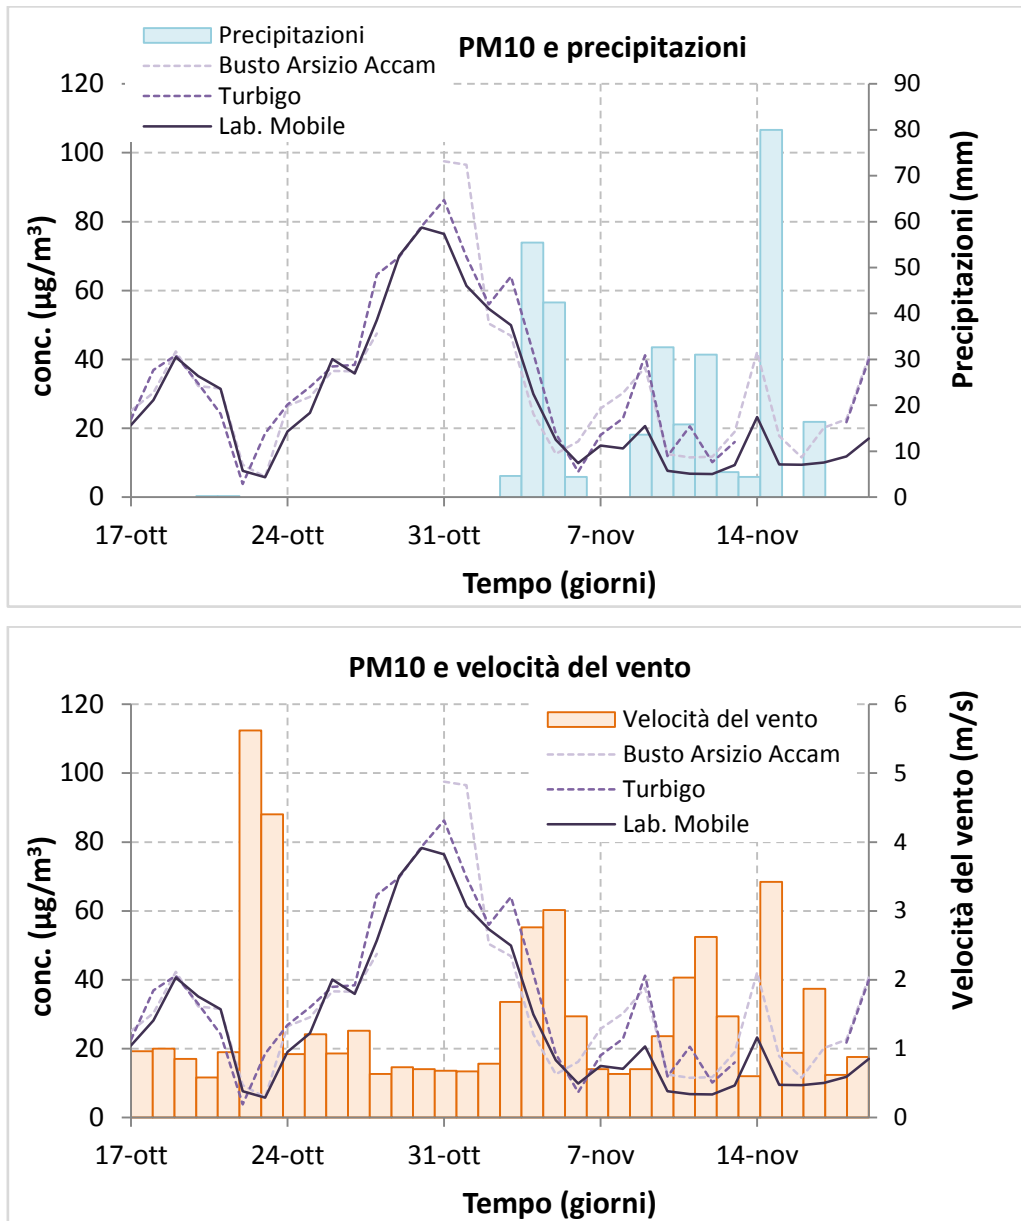 PM10 e precipitazioni
Precipitazioni
Busto Arsizio Accam
Turbigo
Lab. Mobile
conc. (µg/m³)
120
100
80
60
40
20
0
Precipitazioni (mm)
90
80
70
60
50
40
30
20
10
0
17-ott 24-ott 31-ott 7-nov 14-nov
Tempo (giorni)
PM10 e velocità del vento
Velocità del vento
Busto Arsizio Accam
Turbigo
Lab. Mobile
conc. (µg/m³)
120
100
80
60
40
20
0
Velocità del vento (m/s)
6
5
4
3
2
1
0
17-ott 24-ott 31-ott 7-nov 14-nov
Tempo (giorni)